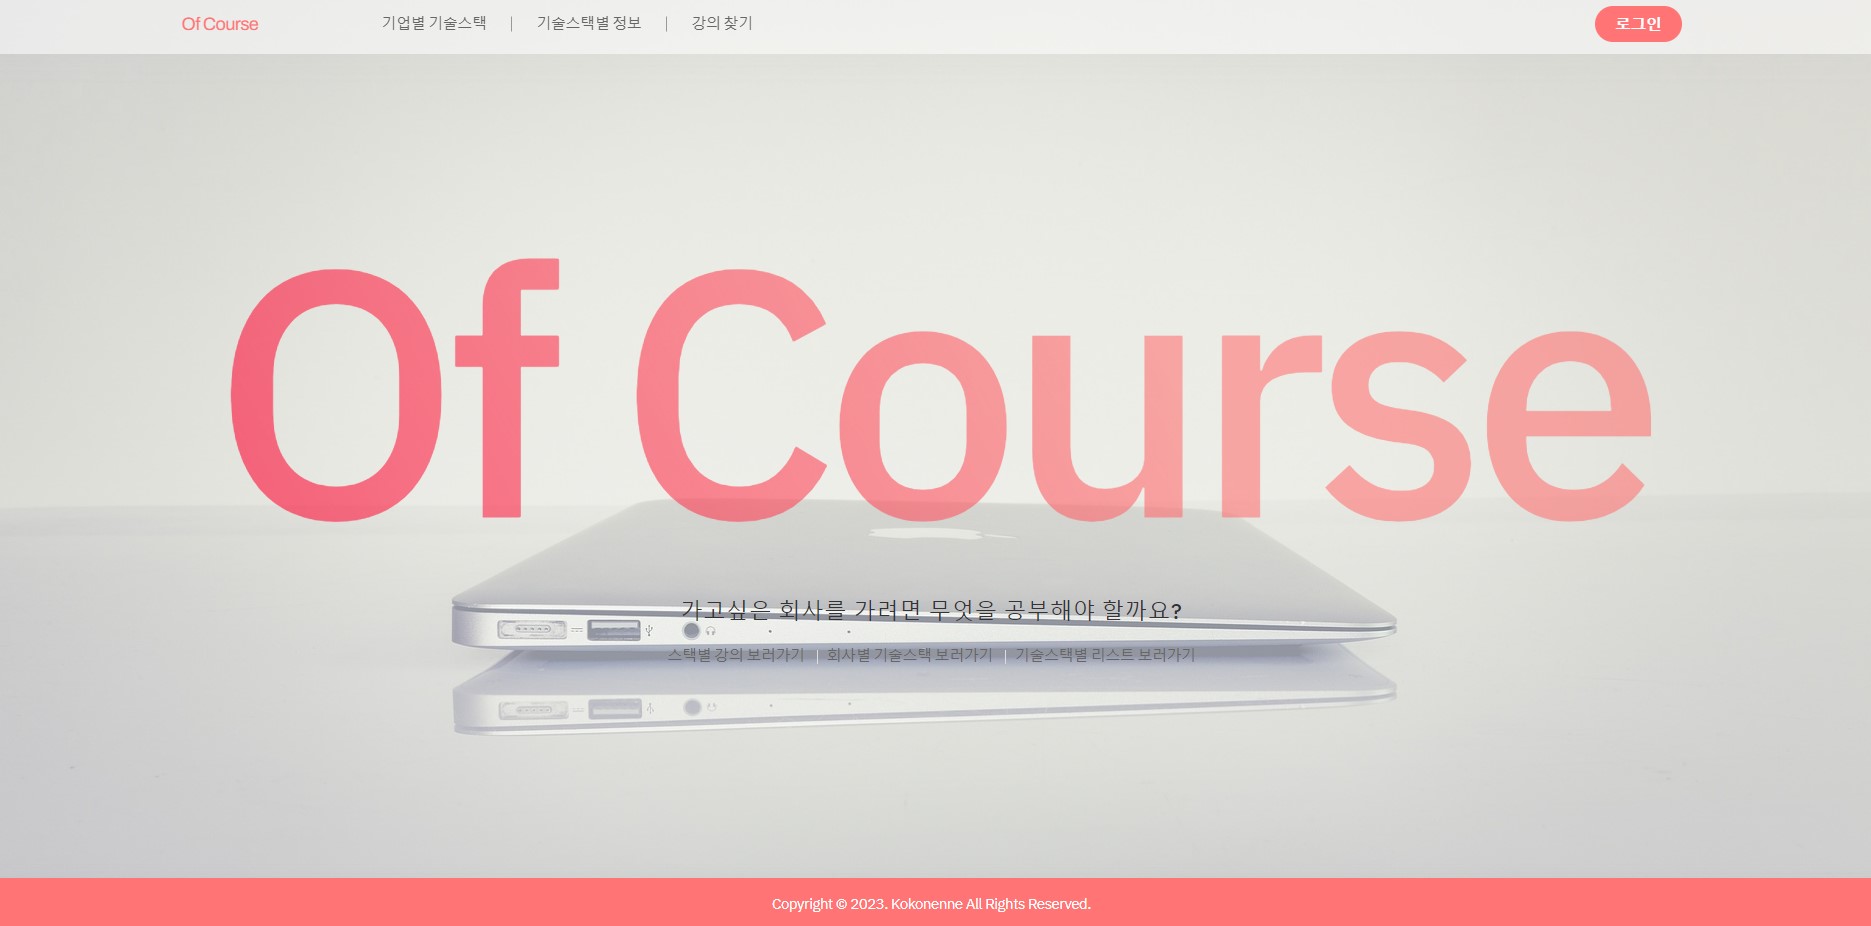 Of Course 기업별 기술스택 | 기술스택별 정보 | 강의 찾기 로그인
Of Course
가고싶은 회사를 가려면 무엇을 공부해야 할까요?
스택별 강의 보러가기 | 회사별 기술스택 보러가기 | 기술스택별 리스트 보러가기
Copyright © 2023. Kokonenne All Rights Reserved.